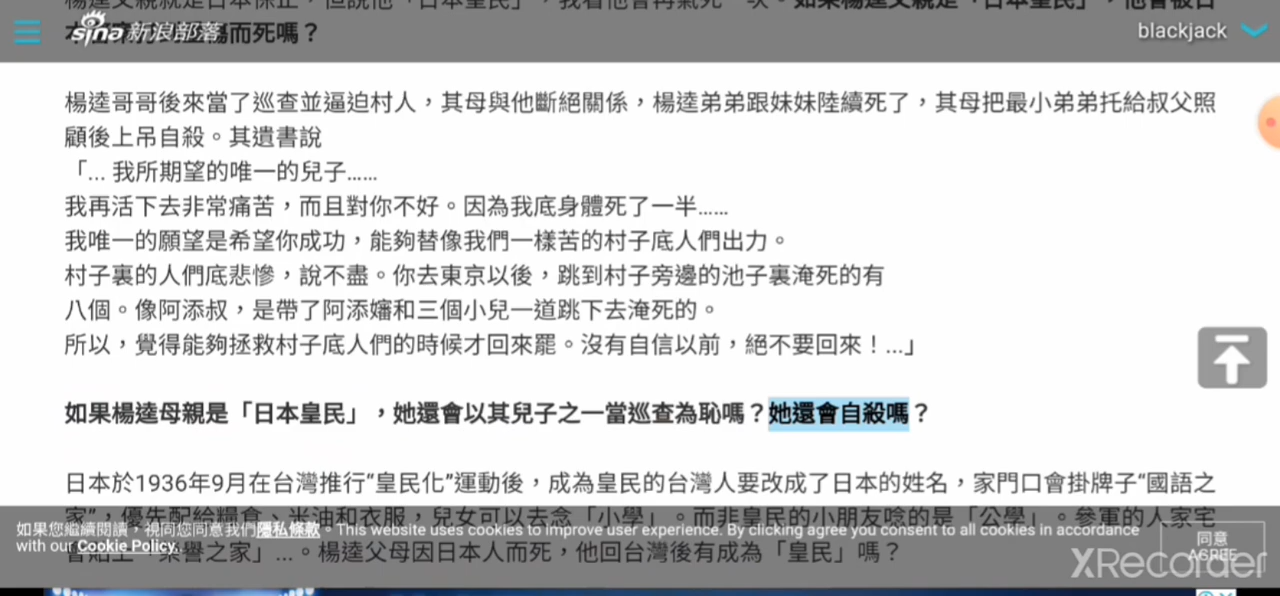 sina 新浪部落
blackjack
楊逵哥哥後來當了巡查並逼迫村人，其母與他斷絕關係，楊逵弟弟跟妹妹陸續死了，其母把最小弟弟托給叔父照
顧後上吊自殺。其遺書說
「... 我所期望的唯一的兒子……
我再活下去非常痛苦，而且對你不好。因為我底身體死了一半……
我唯一的願望是希望你成功，能夠替像我們一樣苦的村子底人們出力。
村子裏的人們底悲慘，說不盡。你去東京以後，跳到村子旁邊的池子裏淹死的有
八個。像阿添叔，是帶了阿添嬸和三個小兒一道跳下去淹死的。
所以，覺得能夠拯救村子底人們的時候才回來罷。沒有自信以前，絕不要回來！...」
如果楊逵母親是「日本皇民」，她還會以其兒子之一當巡查為恥嗎？她還會自殺嗎？
日本於1936年9月在台灣推行“皇民化”運動後，成為皇民的台灣人要改成了日本的姓名，家門口會掛牌子“國語之
家”，優先配給糧食、米油和衣服，兒女可以去念「小學」。而非皇民的小朋友唸的是「公學」。參軍的人家宅
如果您繼續閱讀，視同您同意我們隱私條款。This website uses cookies to improve user experience. By clicking agree you consent to all cookies in accordance
with our Cookie Policy.
同意
AGREE
。楊逵父母因日本人而死，他回台灣後有成為「皇民」嗎？
XRecorder